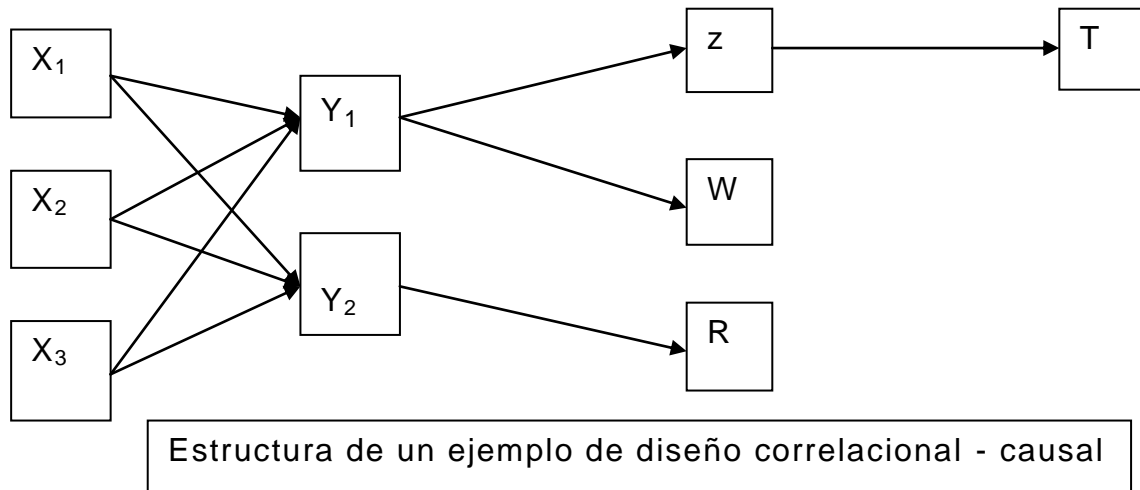 X₁
X₂
X₃
Y₁
Y₂
z
W
R
T
Estructura de un ejemplo de diseño correlacional - causal